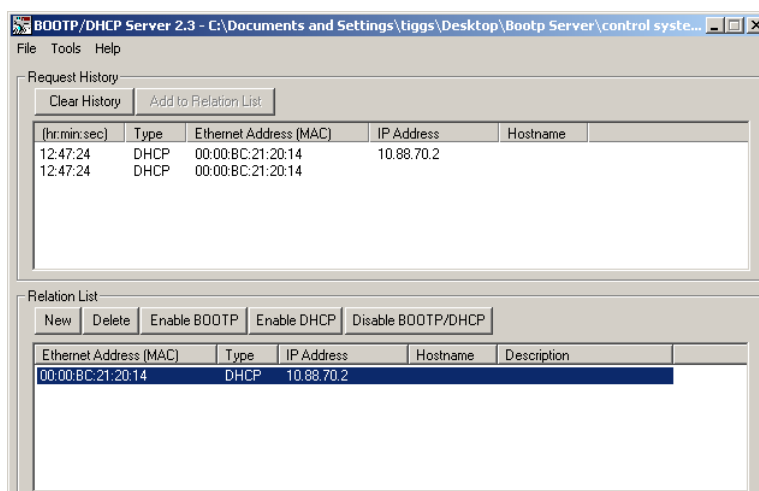 BOOTP/DHCP Server 2.3 - C:\Documents and Settings\tiggs\Desktop\Bootp Server\control syste...
File Tools Help
Request History
Clear History Add to Relation List
(hr:min:sec) Type Ethernet Address (MAC) IP Address Hostname
12:47:24 DHCP 00:00:BC:21:20:14 10.88.70.2
12:47:24 DHCP 00:00:BC:21:20:14
Relation List
New Delete Enable BOOTP Enable DHCP Disable BOOTP/DHCP
Ethernet Address (MAC) Type IP Address Hostname Description
00:00:BC:21:20:14 DHCP 10.88.70.2